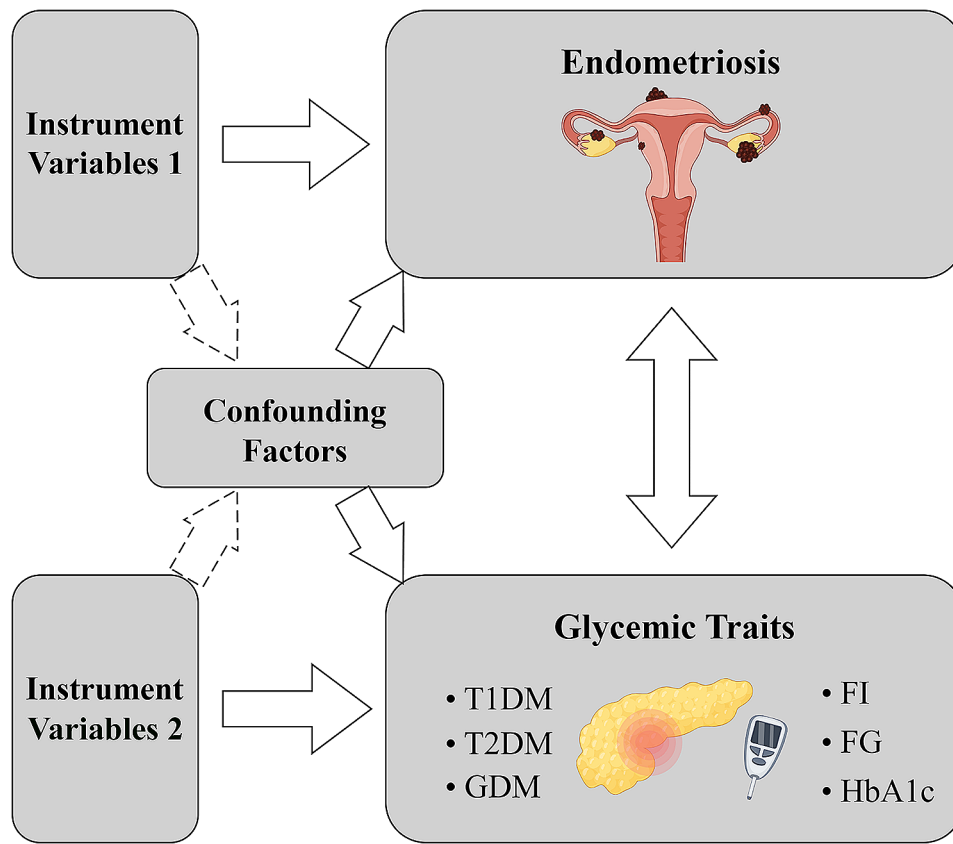 Instrument
Variables 1
Endometriosis
Confounding
Factors
Instrument
Variables 2
Glycemic Traits
• T1DM
• T2DM
• GDM
• FI
• FG
• HbA1c